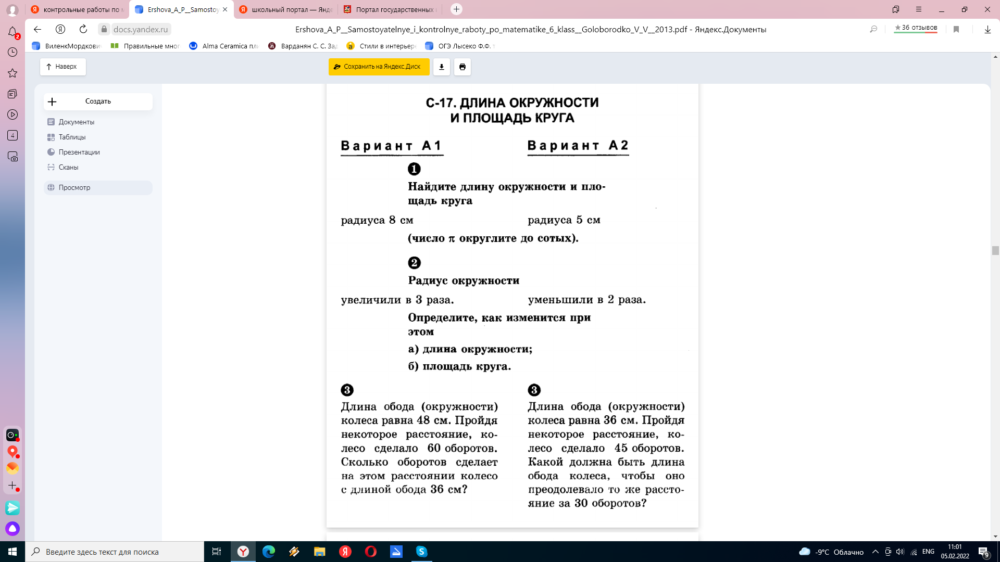 контрольные работы по м
Ershova_A_P__Samostoy
школьный портал — Янде
Портал государственных
2
docs.yandex.ru
Ershova_A_P__Samostoyatelnye_i_kontrolnye_raboty_po_matematike_6_klass__Goloborodko_V_V__2013.pdf - Яндекс.Документы
36 отзывов
ВиленкМордкович
Правильные мног
Alma Ceramica пли
Варданян С. С. Зад
Стили в интерьере
ОГЭ Лысеко Ф.Ф. т
Наверх
Сохранить на Яндекс.Диск
Создать
Документы
Таблицы
Презентации
Сканы
Просмотр
4
С-17. ДЛИНА ОКРУЖНОСТИ
И ПЛОЩАДЬ КРУГА
Вариант А1
Вариант А2
1
Найдите длину окружности и пло-
щадь круга
радиуса 8 см
радиуса 5 см
(число π округлите до сотых).
2
Радиус окружности
увеличили в 3 раза.
уменьшили в 2 раза.
Определите, как изменится при
этом
а) длина окружности;
б) площадь круга.
3
Длина обода (окружности)
колеса равна 48 см. Пройдя
некоторое расстояние, ко-
лесо сделало 60 оборотов.
Сколько оборотов сделает
на этом расстоянии колесо
с длиной обода 36 см?
3
Длина обода (окружности)
колеса равна 36 см. Пройдя
некоторое расстояние, ко-
лесо сделало 45 оборотов.
Какой должна быть длина
обода колеса, чтобы оно
преодолевало то же рассто-
яние за 30 оборотов?
Введите здесь текст для поиска
-9°C Облачно
ENG
11:01
05.02.2022
9